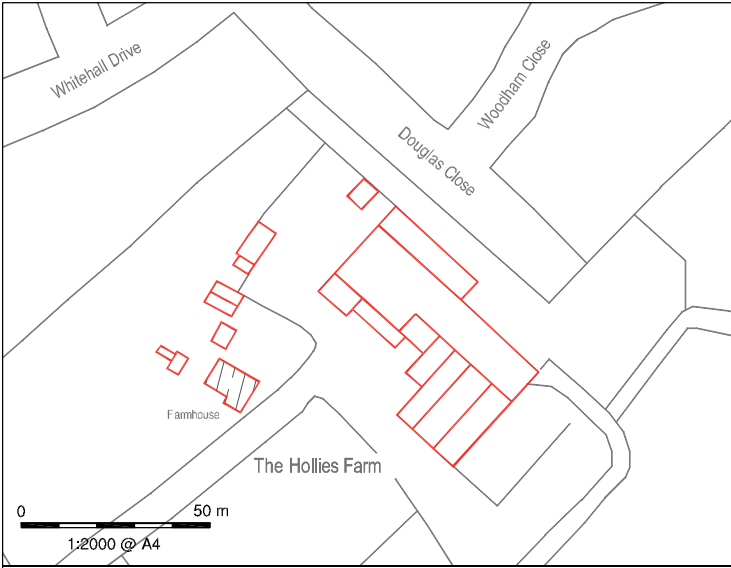 Whitehall Drive
Woodham Close
Douglas Close
Farmhouse
The Hollies Farm
0 50 m
1:2000 @ A4